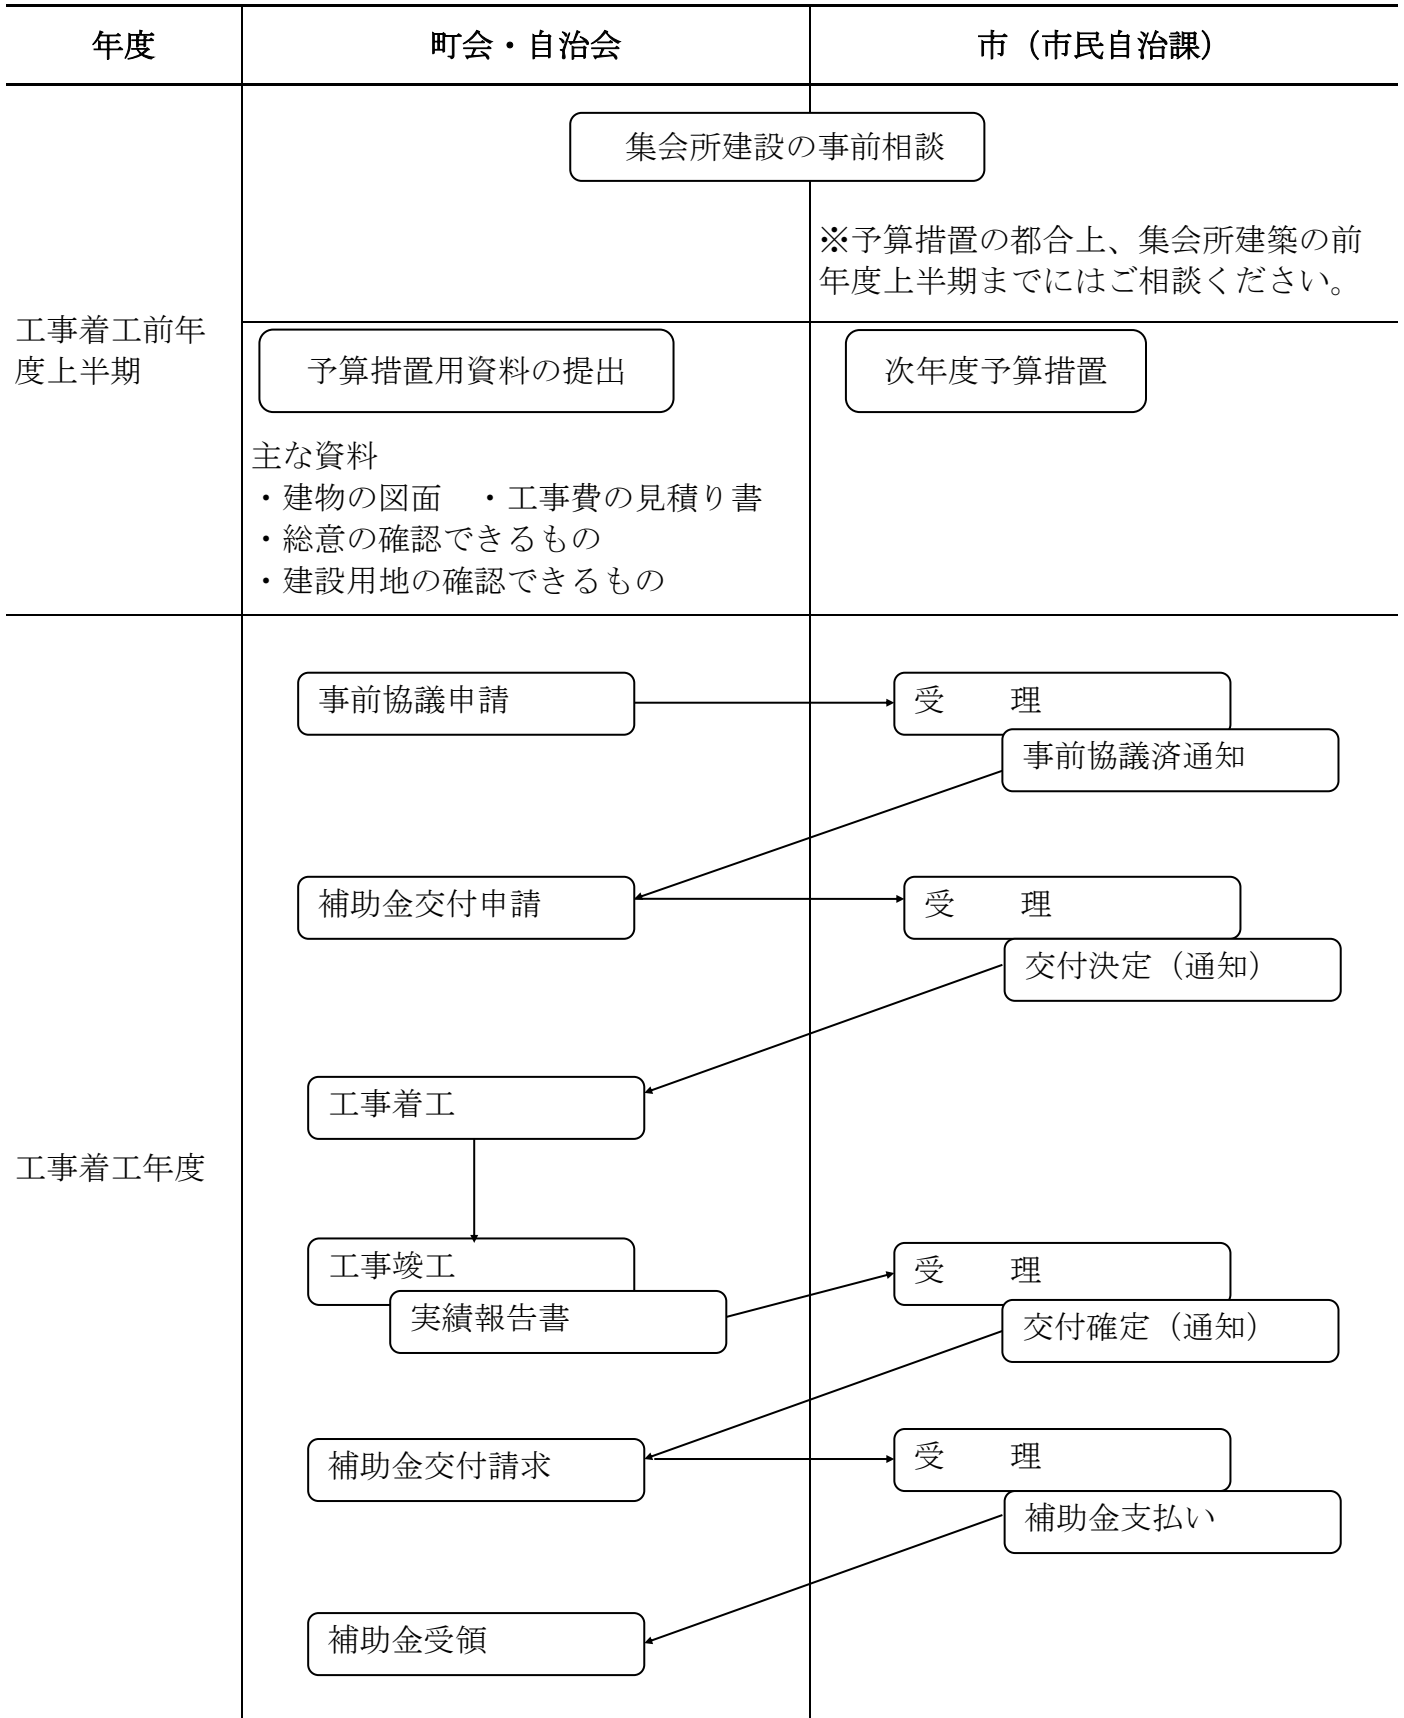 年度
町会・自治会
市（市民自治課）
集会所建設の事前相談
※予算措置の都合上、集会所建築の前
年度上半期までにはご相談ください。
工事着工前年
度上半期
予算措置用資料の提出
次年度予算措置
主な資料
・建物の図面　・工事費の見積り書
・総意の確認できるもの
・建設用地の確認できるもの
工事着工年度
事前協議申請
受　　理
事前協議済通知
補助金交付申請
受　　理
交付決定（通知）
工事着工
工事竣工
実績報告書
受　　理
交付確定（通知）
補助金交付請求
受　　理
補助金支払い
補助金受領